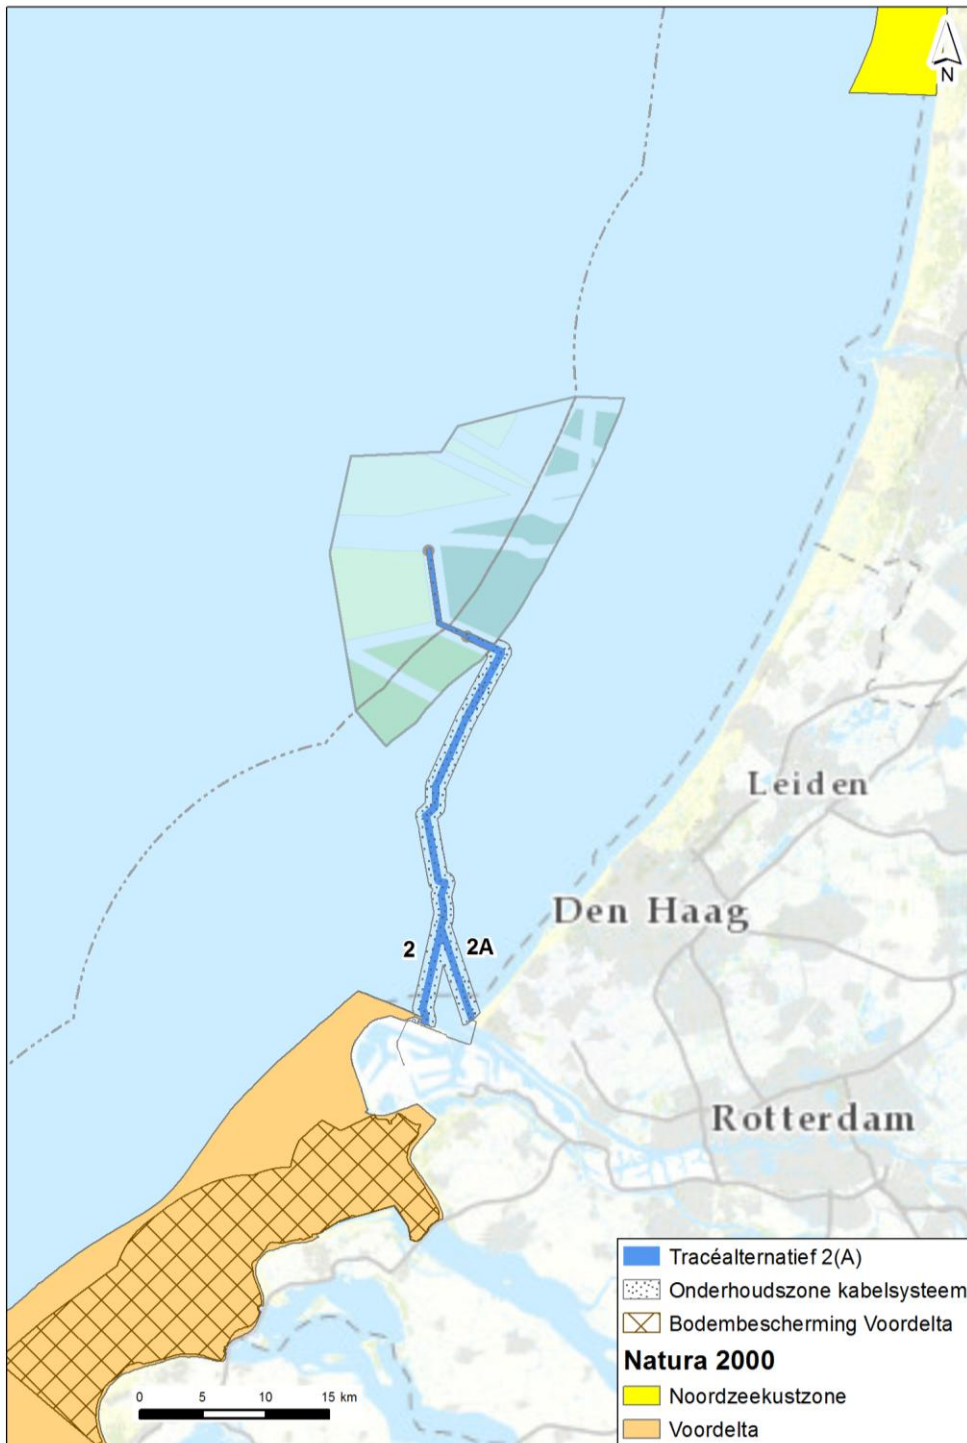 N
Leiden
Den Haag
2
2A
Rotterdam
Tracéalternatief 2(A)
Onderhoudszone kabelsysteem
Bodembescherming Voordelta
Natura 2000
Noordzeekustzone
Voordelta
0 5 10 15 km